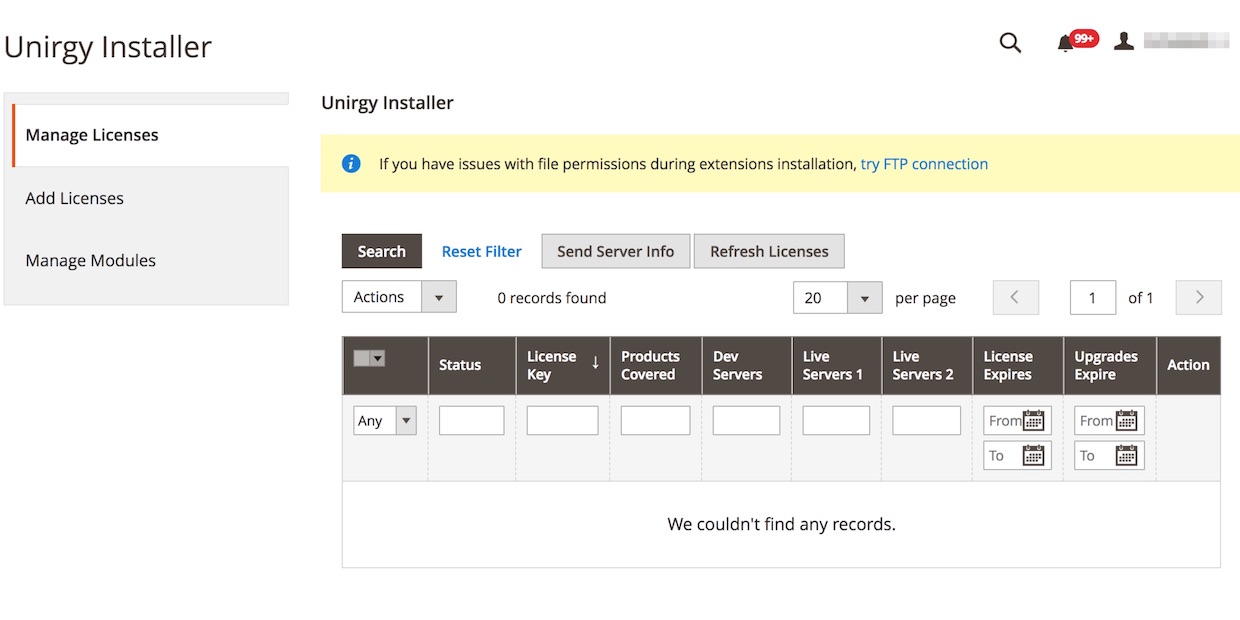 Unirgy Installer
99+
Manage Licenses
Add Licenses
Manage Modules
Unirgy Installer
i If you have issues with file permissions during extensions installation, try FTP connection
Search Reset Filter Send Server Info Refresh Licenses
Actions 0 records found 20 per page 1 of 1
Status License Key ↓ Products Covered Dev Servers Live Servers 1 Live Servers 2 License Expires Upgrades Expire Action
Any From From
To To
We couldn't find any records.